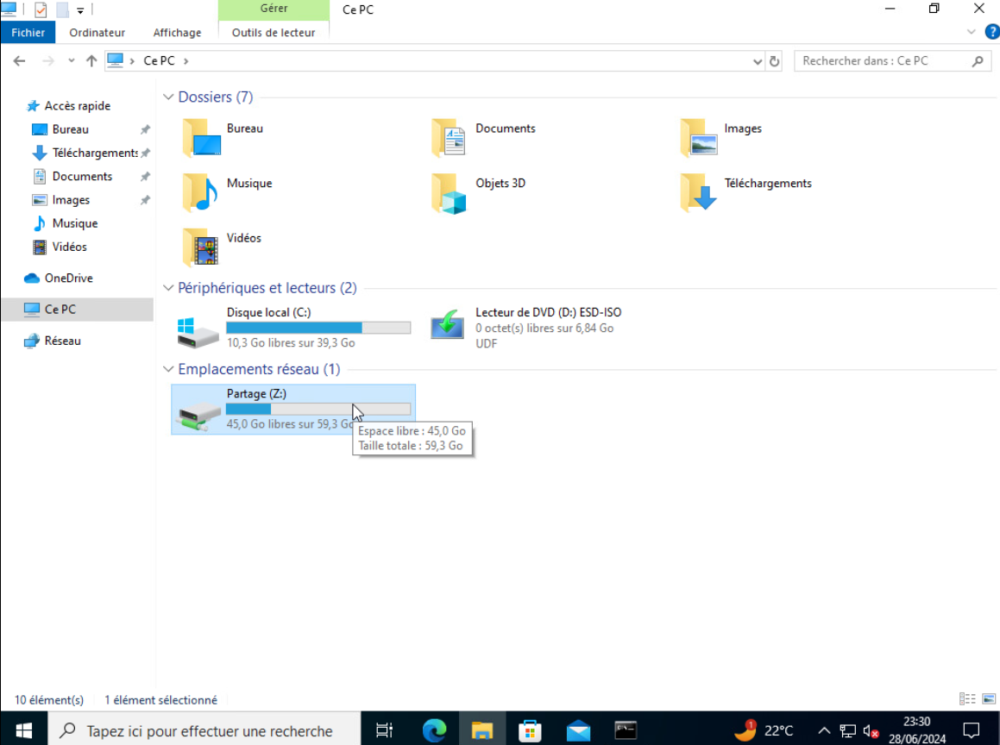 Gérer
Ce PC
Fichier
Ordinateur
Affichage
Outils de lecteur
?
Ce PC
Rechercher dans : Ce PC
Accès rapide
Bureau
Téléchargements
Documents
Images
Musique
Vidéos
OneDrive
Ce PC
Réseau
Dossiers (7)
Bureau
Documents
Images
Musique
Objets 3D
Téléchargements
Vidéos
Périphériques et lecteurs (2)
Disque local (C:)
10,3 Go libres sur 39,3 Go
Lecteur de DVD (D:) ESD-ISO
0 octet(s) libres sur 6,84 Go
UDF
Emplacements réseau (1)
Partage (Z:)
45,0 Go libres sur 59,3 Go
Espace libre : 45,0 Go
Taille totale : 59,3 Go
10 élément(s)
1 élément sélectionné
Tapez ici pour effectuer une recherche
1
22°C
23:30
28/06/2024